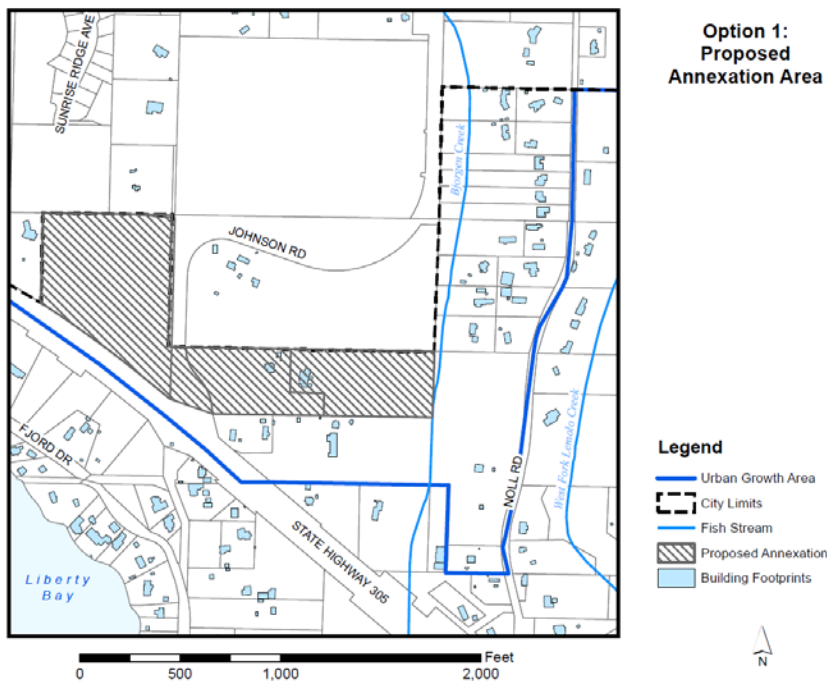 Option 1:
Proposed
Annexation Area
SUNRISE RIDGE AVE
Bjorgen Creek
JOHNSON RD
West Fork Lemolo Creek
FJORD DR
NOLL RD
STATE HIGHWAY 305
Liberty
Bay
Legend
Urban Growth Area
City Limits
Fish Stream
Proposed Annexation
Building Footprints
Feet
0 500 1,000 2,000
N